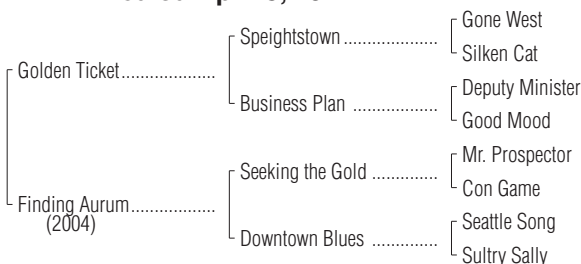 Gone West
Speightstown
Silken Cat
Golden Ticket
Deputy Minister
Business Plan
Good Mood
Mr. Prospector
Seeking the Gold
Con Game
Finding Aurum
(2004)
Seattle Song
Downtown Blues
Sultry Sally